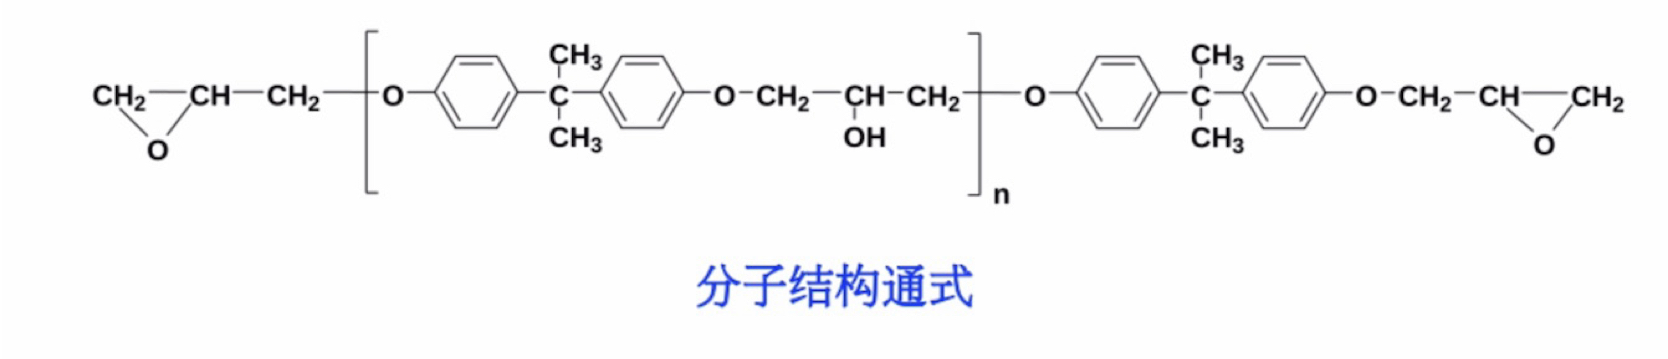 CH3 CH3
CH2 CH CH2 O C O CH2 CH CH2 O C O CH2 CH CH2
O CH3 OH CH3 O
n
分子结构通式